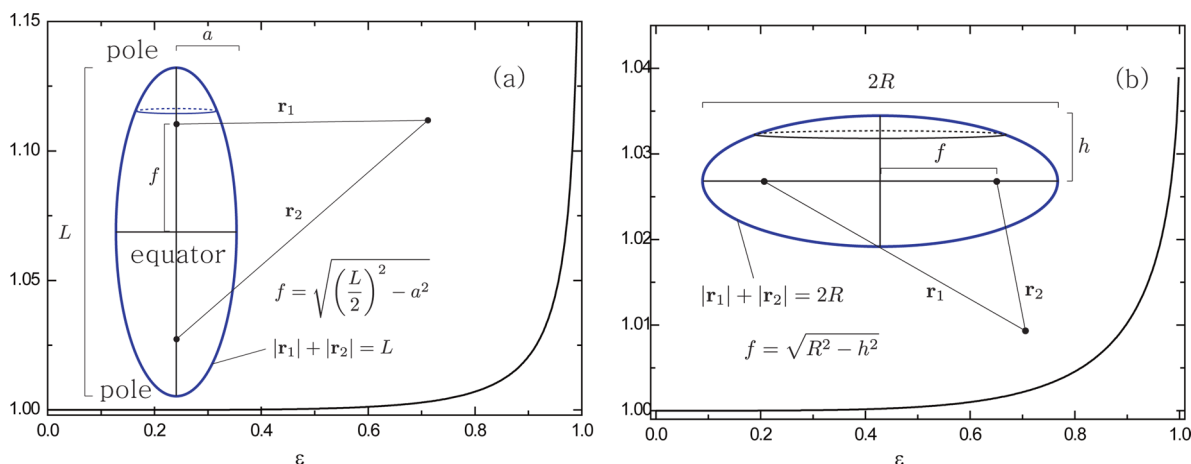 1.15
1.10
1.05
1.00
0.0 0.2 0.4 0.6 0.8 1.0
ε
(a)
pole
a
r₁
f
r₂
L
equator
f = √((L/2)² − a²)
|r₁| + |r₂| = L
pole
1.04
1.03
1.02
1.01
1.00
0.0 0.2 0.4 0.6 0.8 1.0
ε
(b)
2R
f
h
|r₁| + |r₂| = 2R
r₁
r₂
f = √(R² − h²)